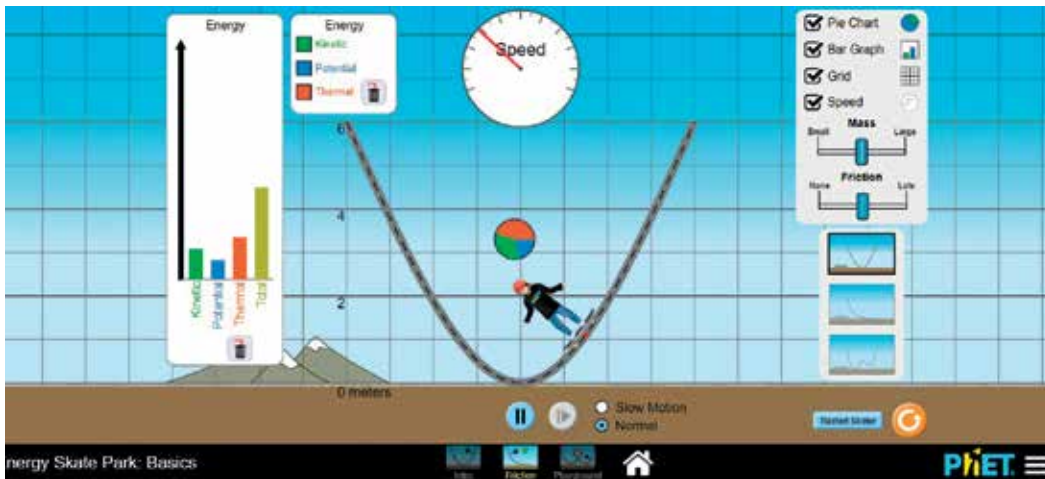 Energy
Kinetic
Potential
Thermal
Total
Energy
Kinetic
Potential
Thermal
Speed
Pie Chart
Bar Graph
Grid
Speed
Mass
Small
Large
Friction
None
Lots
6
4
2
0 meters
Slow Motion
Normal
Restart Skater
nergy Skate Park: Basics
Intro
Friction
Playground
PhET